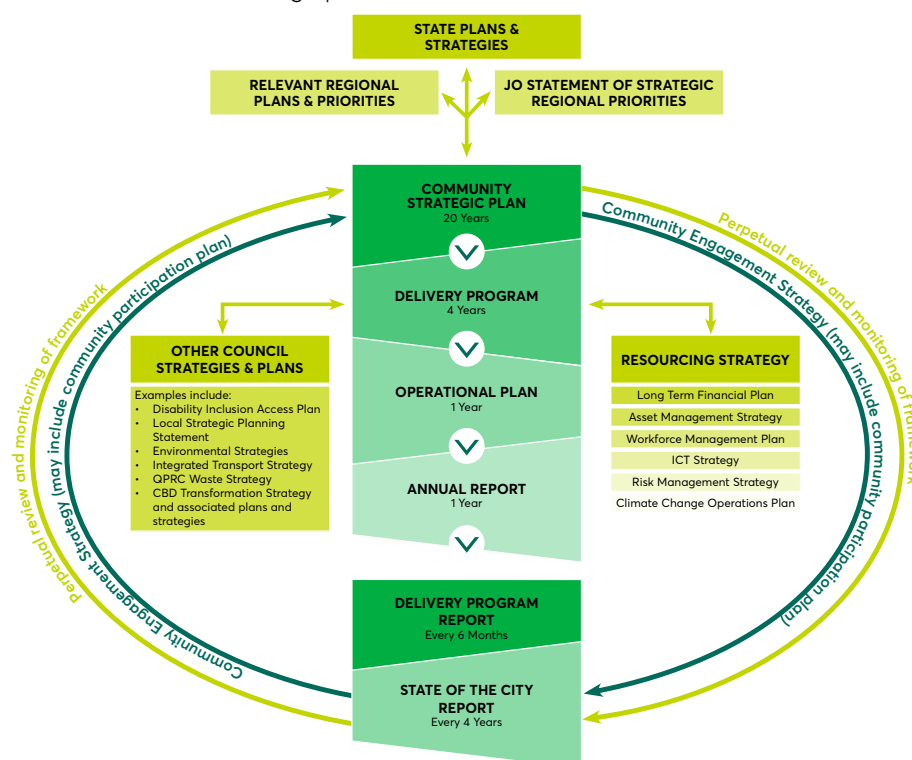 STATE PLANS &
STRATEGIES
RELEVANT REGIONAL
PLANS & PRIORITIES
JO STATEMENT OF STRATEGIC
REGIONAL PRIORITIES
COMMUNITY
STRATEGIC PLAN
20 Years
DELIVERY PROGRAM
4 Years
OPERATIONAL PLAN
1 Year
ANNUAL REPORT
1 Year
DELIVERY PROGRAM
REPORT
Every 6 Months
STATE OF THE CITY
REPORT
Every 4 Years
OTHER COUNCIL
STRATEGIES & PLANS
Examples include:
• Disability Inclusion Access Plan
• Local Strategic Planning
Statement
• Environmental Strategies
• Integrated Transport Strategy
• QPRC Waste Strategy
• CBD Transformation Strategy
and associated plans and
strategies
RESOURCING STRATEGY
Long Term Financial Plan
Asset Management Strategy
Workforce Management Plan
ICT Strategy
Risk Management Strategy
Climate Change Operations Plan
Perpetual review and monitoring of framework
Community Engagement Strategy (may include community participation plan)
Community Engagement Strategy (may include community participation plan)
Perpetual review and monitoring of framework